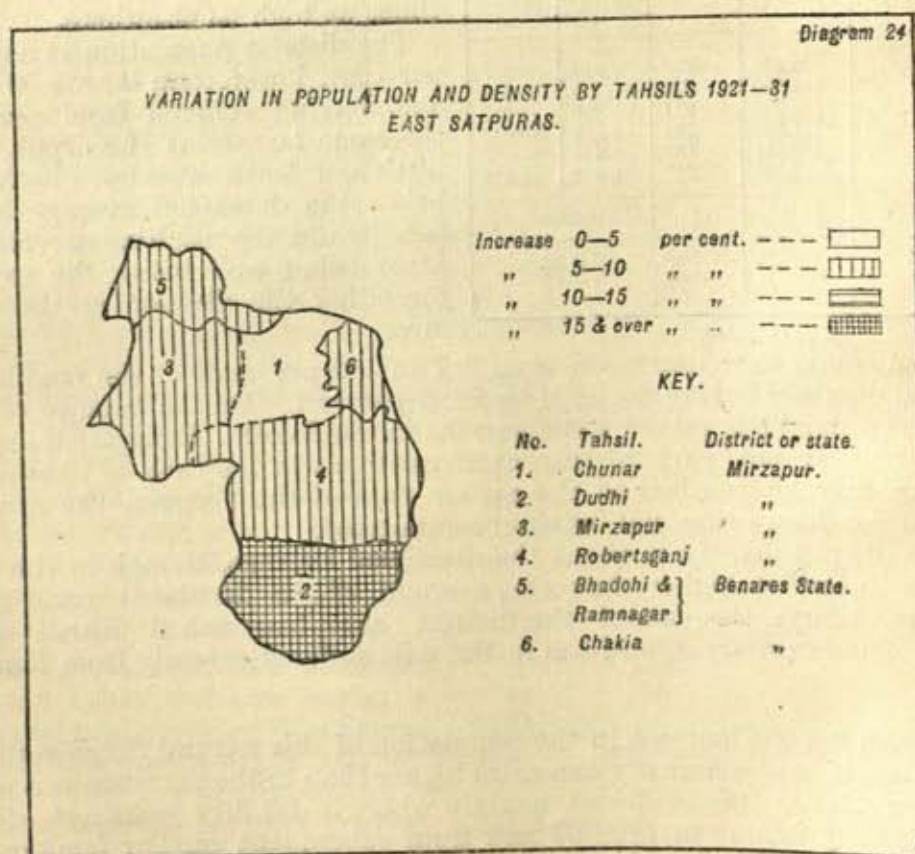 Diagram 24
VARIATION IN POPULATION AND DENSITY BY TAHSILS 1921—31
EAST SATPURAS.
Increase 0—5 per cent. - - -
„ 5—10 „ „ - - -
„ 10—15 „ „ - - -
„ 15 & over „ „ - - -
KEY.
No. Tahsil. District or state.
1. Chunar Mirzapur.
2 Dudhi „
3. Mirzapur „
4. Robertsganj „
5. Bhadohi & } Benares State.
Ramnagar
6. Chakia „
5
3
1
6
4
2